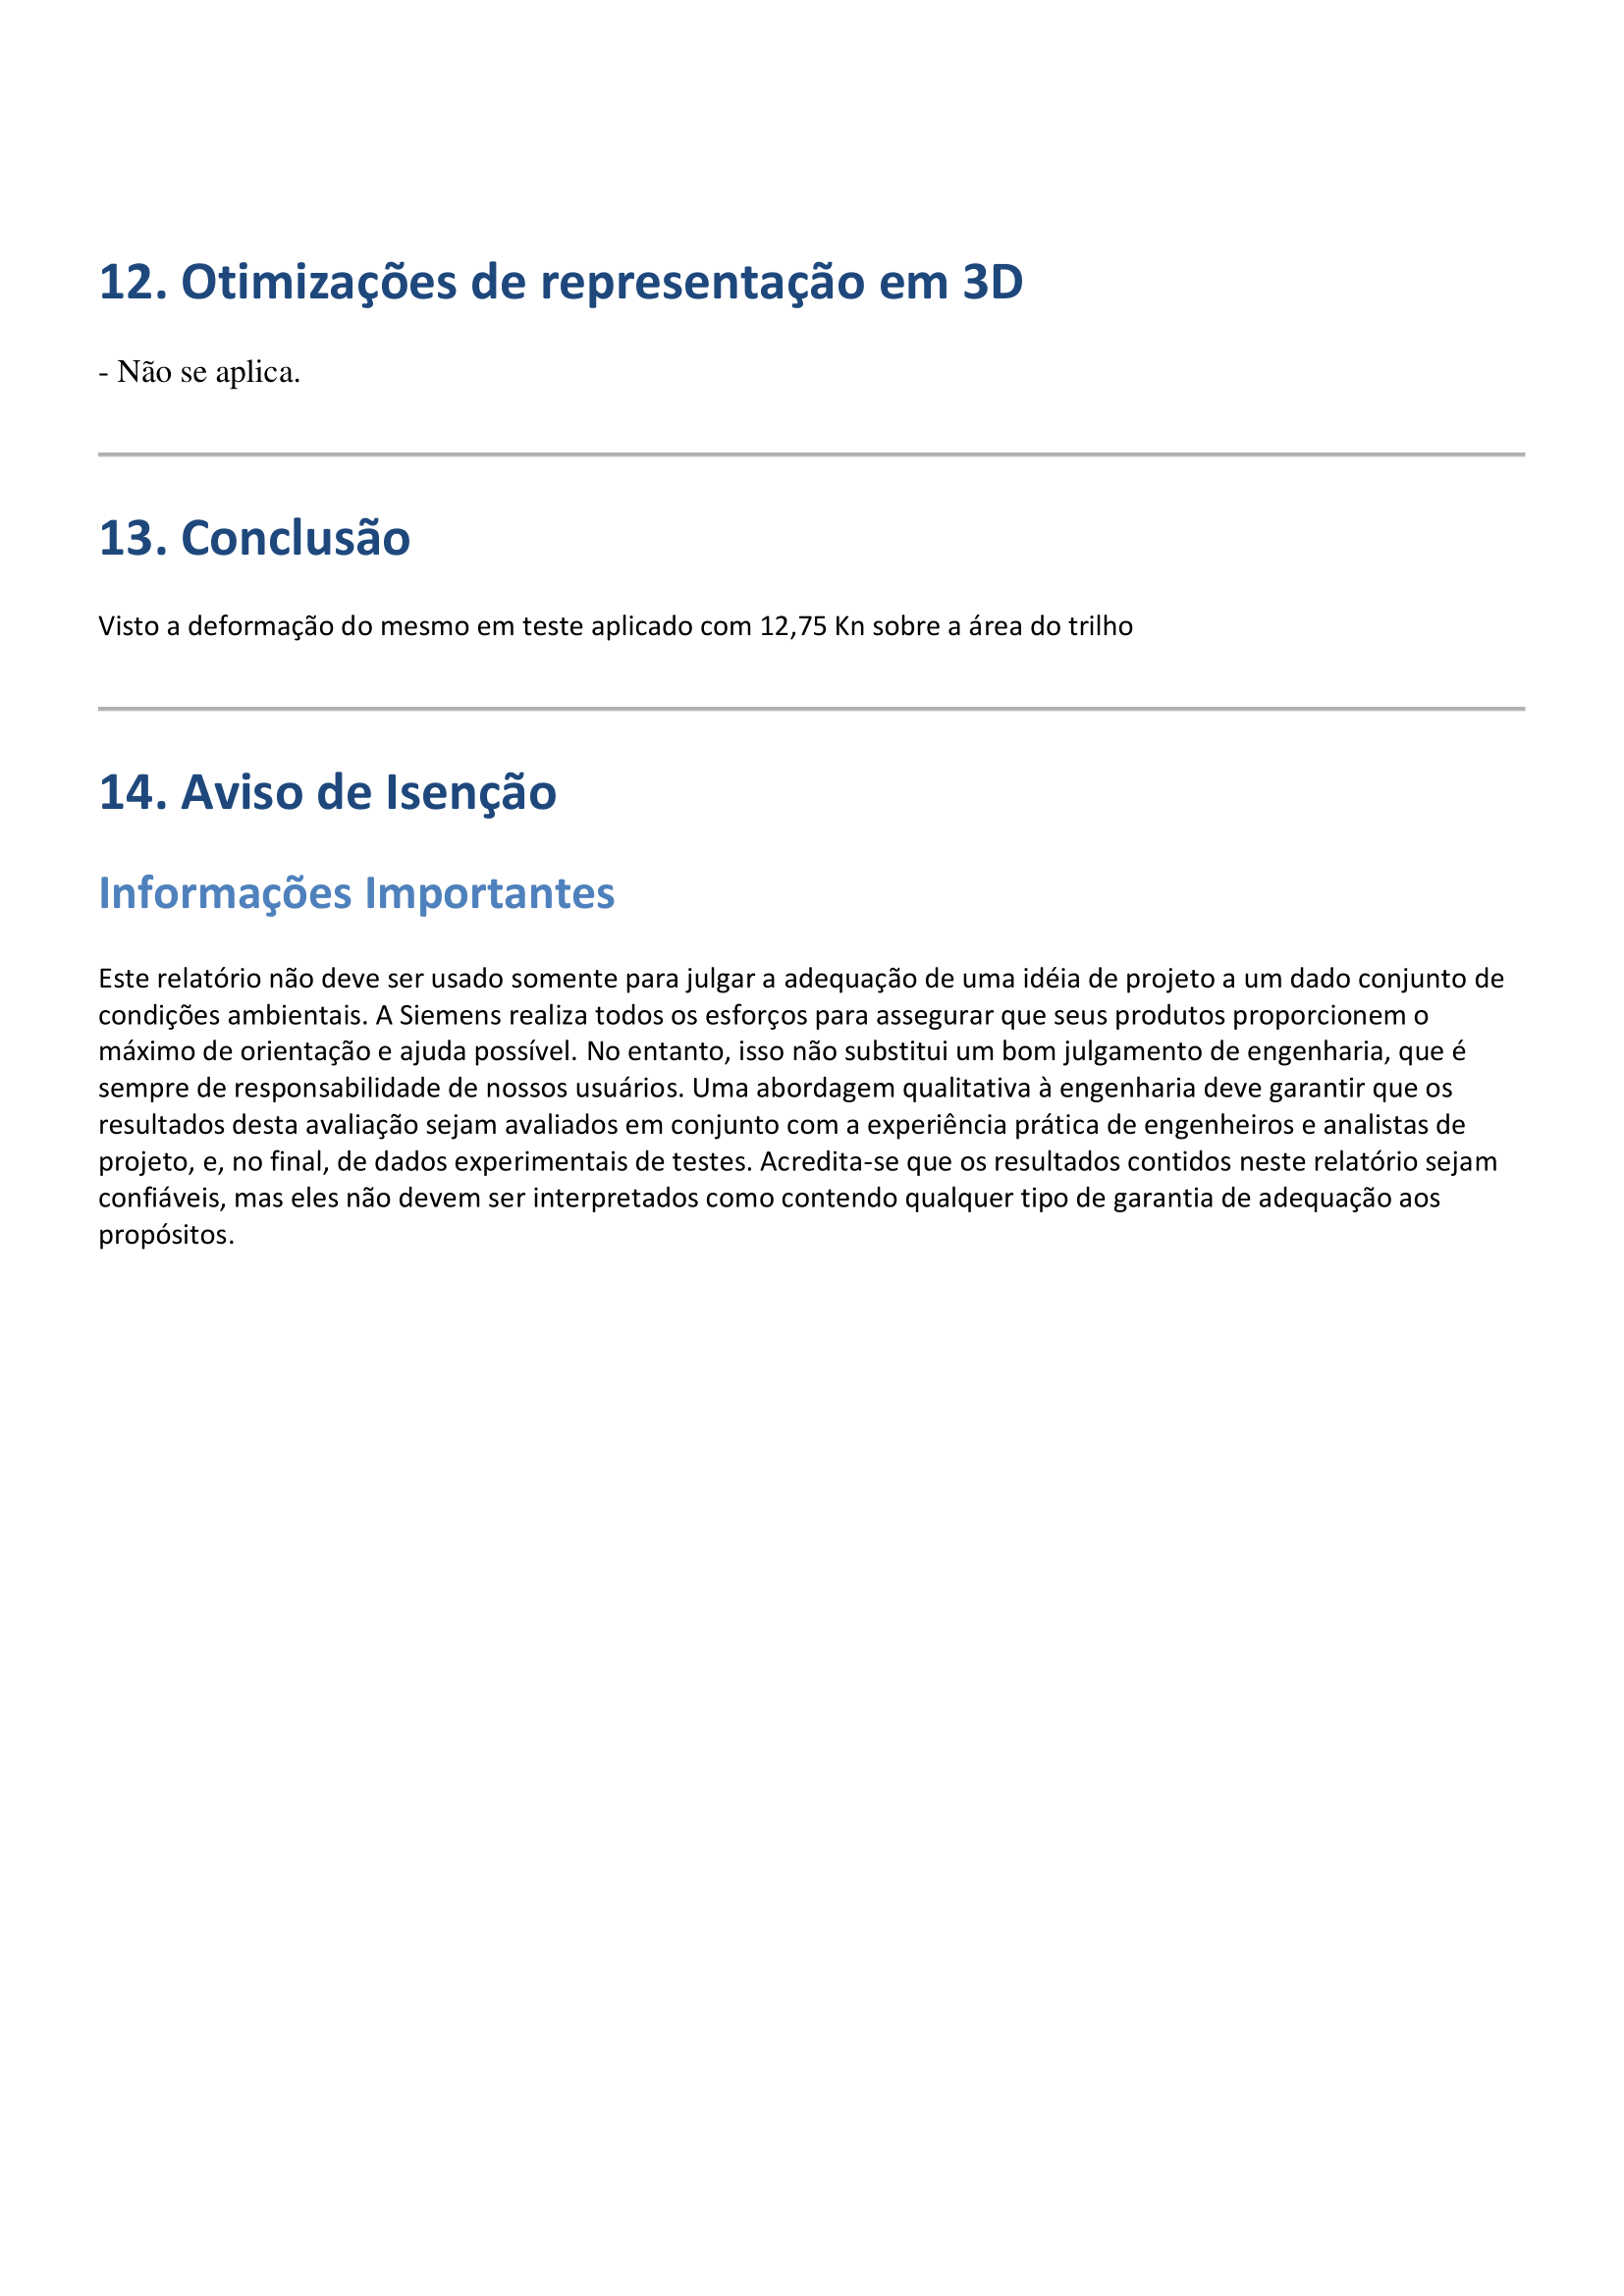 12. Otimizações de representação em 3D
- Não se aplica.
13. Conclusão
Visto a deformação do mesmo em teste aplicado com 12,75 Kn sobre a área do trilho
14. Aviso de Isenção
Informações Importantes
Este relatório não deve ser usado somente para julgar a adequação de uma idéia de projeto a um dado conjunto de
condições ambientais. A Siemens realiza todos os esforços para assegurar que seus produtos proporcionem o
máximo de orientação e ajuda possível. No entanto, isso não substitui um bom julgamento de engenharia, que é
sempre de responsabilidade de nossos usuários. Uma abordagem qualitativa à engenharia deve garantir que os
resultados desta avaliação sejam avaliados em conjunto com a experiência prática de engenheiros e analistas de
projeto, e, no final, de dados experimentais de testes. Acredita-se que os resultados contidos neste relatório sejam
confiáveis, mas eles não devem ser interpretados como contendo qualquer tipo de garantia de adequação aos
propósitos.